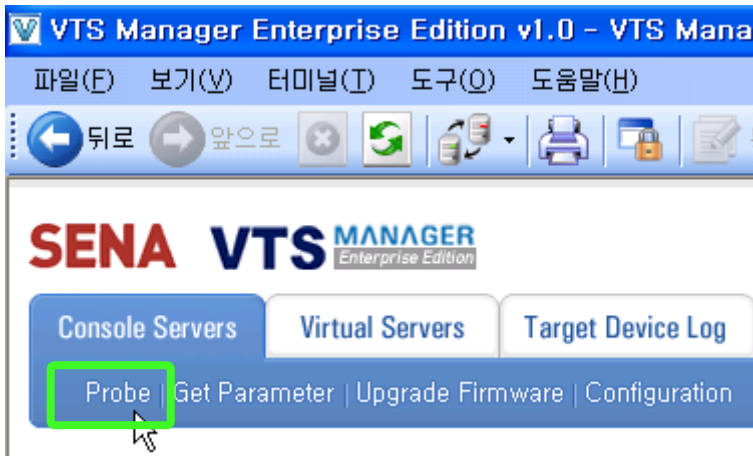 VTS Manager Enterprise Edition v1.0 - VTS Mana
파일(F) 보기(V) 터미널(T) 도구(O) 도움말(H)
뒤로 앞으로
SENA VTS MANAGER
Enterprise Edition
Console Servers Virtual Servers Target Device Log
Probe | Get Parameter | Upgrade Firmware | Configuration